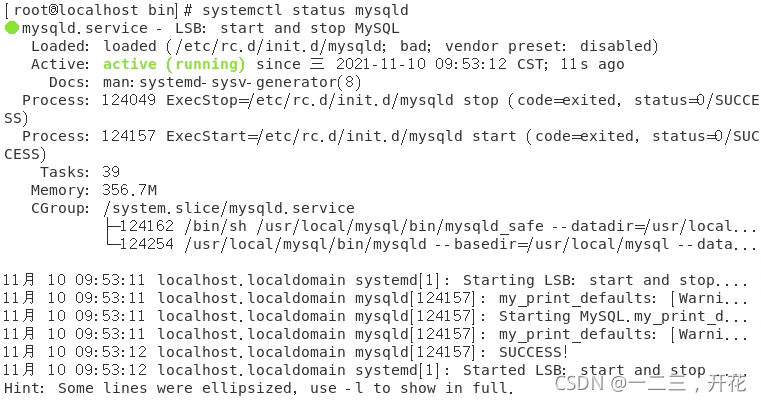 [root@localhost bin]# systemctl status mysqld
mysqld.service - LSB: start and stop MySQL
Loaded: loaded (/etc/rc.d/init.d/mysqld; bad; vendor preset: disabled)
Active: active (running) since 三 2021-11-10 09:53:12 CST; 11s ago
Docs: man:systemd-sysv-generator(8)
Process: 124049 ExecStop=/etc/rc.d/init.d/mysqld stop (code=exited, status=0/SUCCE
SS)
Process: 124157 ExecStart=/etc/rc.d/init.d/mysqld start (code=exited, status=0/SUC
CESS)
Tasks: 39
Memory: 356.7M
CGroup: /system.slice/mysqld.service
├─124162 /bin/sh /usr/local/mysql/bin/mysqld_safe --datadir=/usr/local...
└─124254 /usr/local/mysql/bin/mysqld --basedir=/usr/local/mysql --data...
11月 10 09:53:11 localhost.localdomain systemd[1]: Starting LSB: start and stop....
11月 10 09:53:11 localhost.localdomain mysqld[124157]: my_print_defaults: [Warni...
11月 10 09:53:11 localhost.localdomain mysqld[124157]: Starting MySQL.my_print_d...
11月 10 09:53:11 localhost.localdomain mysqld[124157]: my_print_defaults: [Warni...
11月 10 09:53:12 localhost.localdomain mysqld[124157]: SUCCESS!
11月 10 09:53:12 localhost.localdomain systemd[1]: Started LSB: start and stop ....
Hint: Some lines were ellipsized, use -l to show in full.
CSDN @一二三，开花